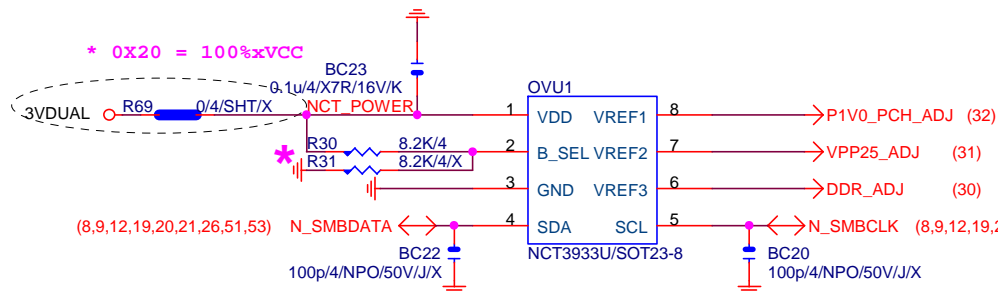 * 0X20 = 100%xVCC
BC23
0.1u/4/X7R/16V/K
OVU1
3VDUAL R69 0/4/SHT/X NCT_POWER
1 VDD VREF1 8 P1V0_PCH_ADJ (32)
* R30 8.2K/4 2 B_SEL VREF2 7 VPP25_ADJ (31)
R31 8.2K/4/X
3 GND VREF3 6 DDR_ADJ (30)
(8,9,12,19,20,21,26,51,53) N_SMBDATA 4 SDA SCL 5 N_SMBCLK (8,9,12,19,2
BC22 NCT3933U/SOT23-8 BC20
100p/4/NPO/50V/J/X 100p/4/NPO/50V/J/X